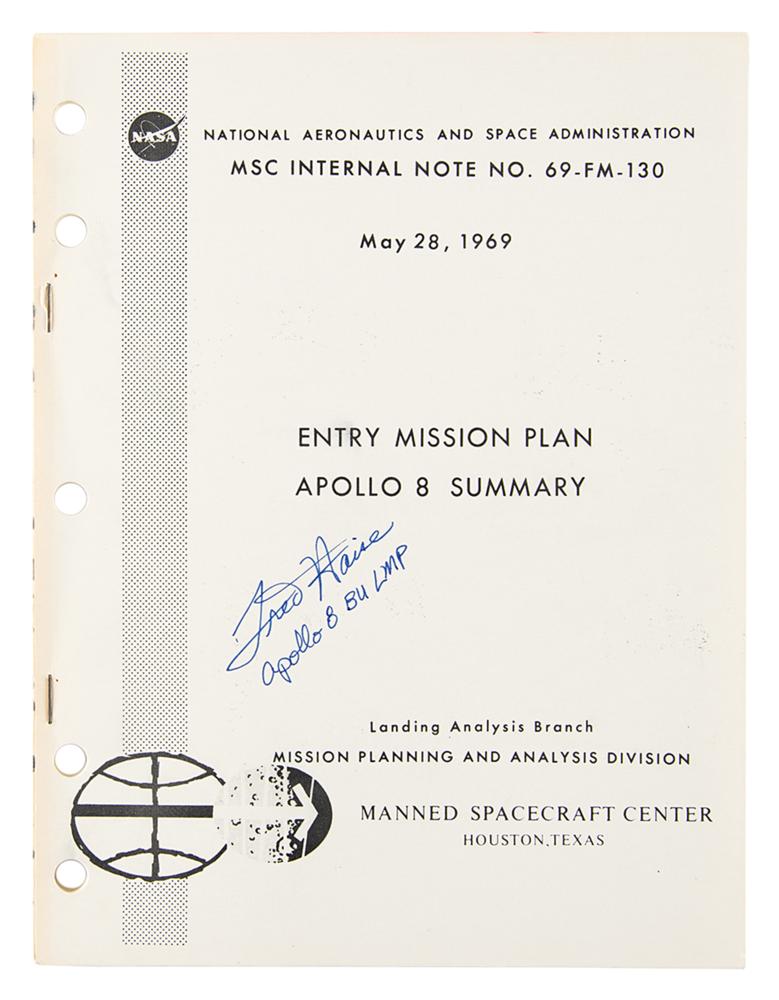 NASA
NATIONAL AERONAUTICS AND SPACE ADMINISTRATION
MSC INTERNAL NOTE NO. 69-FM-130
May 28, 1969
ENTRY MISSION PLAN
APOLLO 8 SUMMARY
Fred Haise
Apollo 8 BU LMP
Landing Analysis Branch
MISSION PLANNING AND ANALYSIS DIVISION
MANNED SPACECRAFT CENTER
HOUSTON, TEXAS